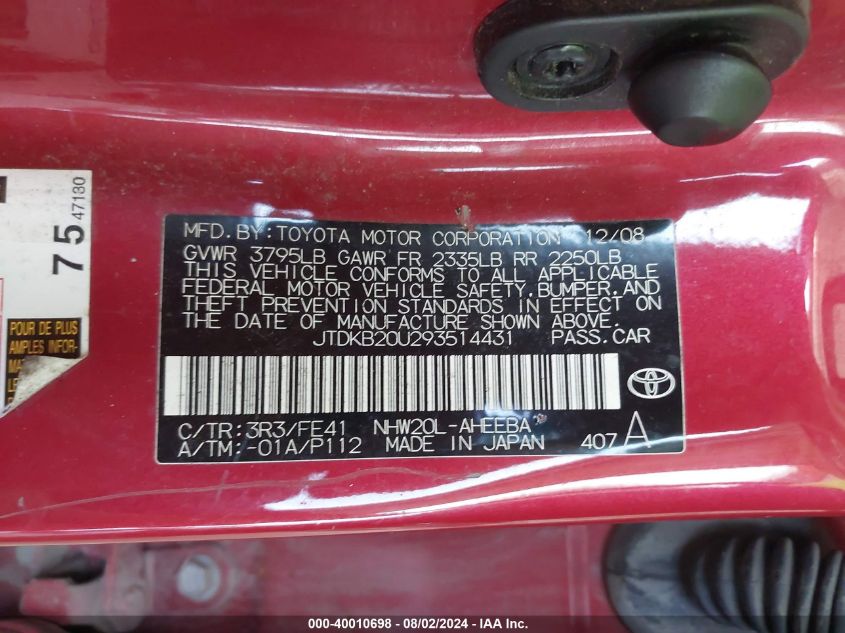 75
47130
POUR DE PLUS
AMPLES INFOR-
MFD. BY: TOYOTA MOTOR CORPORATION 12/08
GVWR 3795LB GAWR FR 2335LB RR 2250LB
THIS VEHICLE CONFORMS TO ALL APPLICABLE
FEDERAL MOTOR VEHICLE SAFETY, BUMPER, AND
THEFT PREVENTION STANDARDS IN EFFECT ON
THE DATE OF MANUFACTURE SHOWN ABOVE.
JTDKB20U293514431 PASS. CAR
C/TR: 3R3/FE41 NHW20L-AHEEBA
A/TM: -01A/P112 MADE IN JAPAN 407 A
000-40010698 - 08/02/2024 - IAA Inc.